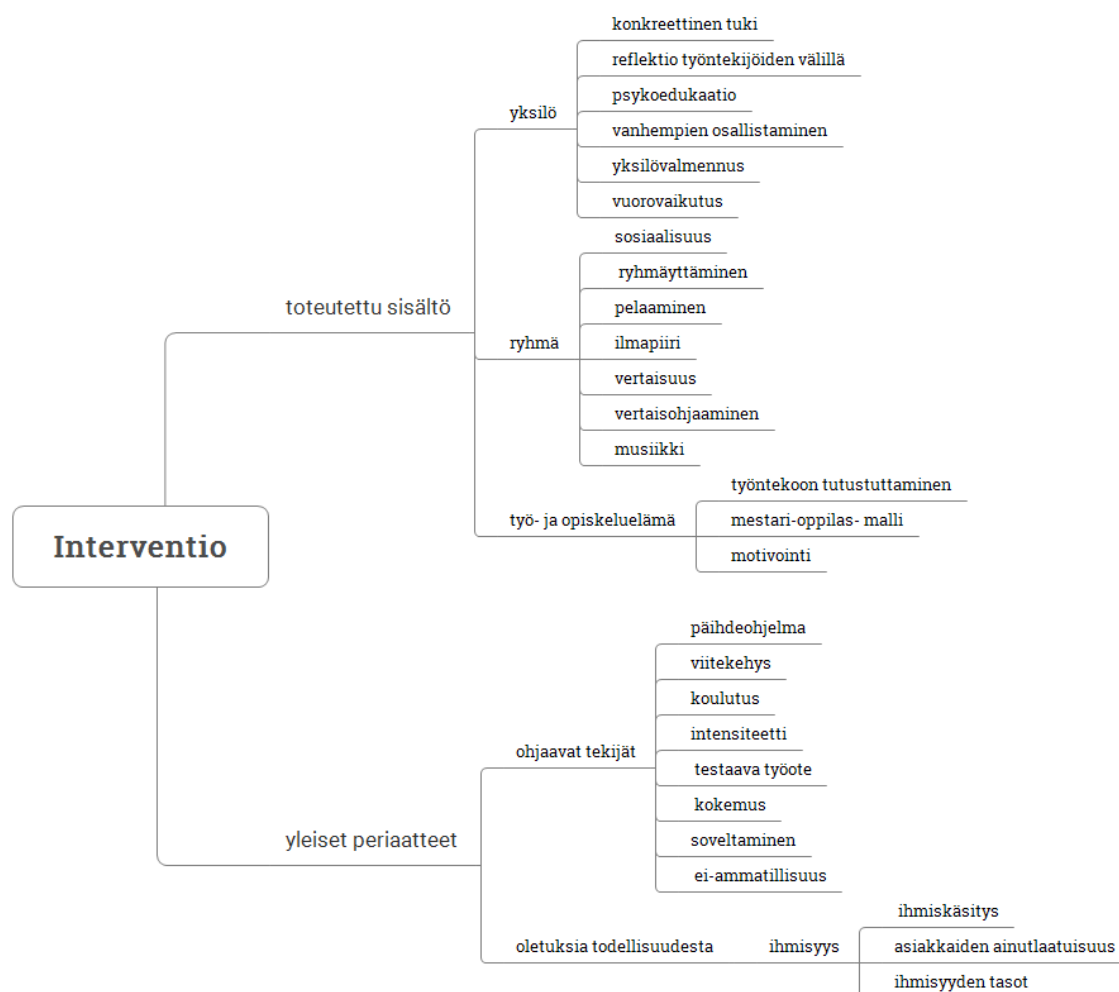 Interventio
toteutettu sisältö
yksilö
konkreettinen tuki
reflektio työntekijöiden välillä
psykoedukaatio
vanhempien osallistaminen
yksilövalmennus
vuorovaikutus
ryhmä
sosiaalisuus
ryhmäyttäminen
pelaaminen
ilmapiiri
vertaisuus
vertaisohjaaminen
musiikki
työ- ja opiskeluelämä
työntekoon tutustuttaminen
mestari-oppilas- malli
motivointi
yleiset periaatteet
ohjaavat tekijät
päihdeohjelma
viitekehys
koulutus
intensiteetti
testaava työote
kokemus
soveltaminen
ei-ammatillisuus
oletuksia todellisuudesta
ihmisyys
ihmiskäsitys
asiakkaiden ainutlaatuisuus
ihmisyyden tasot